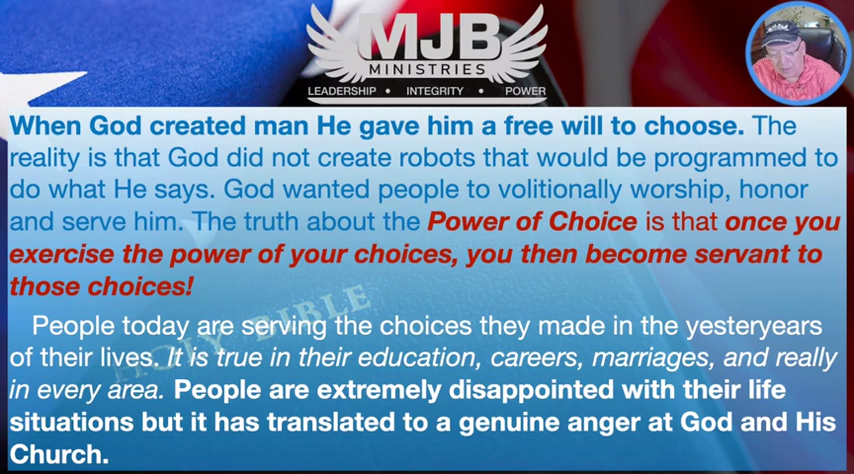 MJB
MINISTRIES
LEADERSHIP • INTEGRITY • POWER
When God created man He gave him a free will to choose. The
reality is that God did not create robots that would be programmed to
do what He says. God wanted people to volitionally worship, honor
and serve him. The truth about the Power of Choice is that once you
exercise the power of your choices, you then become servant to
those choices!
People today are serving the choices they made in the yesteryears
of their lives. It is true in their education, careers, marriages, and really
in every area. People are extremely disappointed with their life
situations but it has translated to a genuine anger at God and His
Church.
HOLY BIBLE